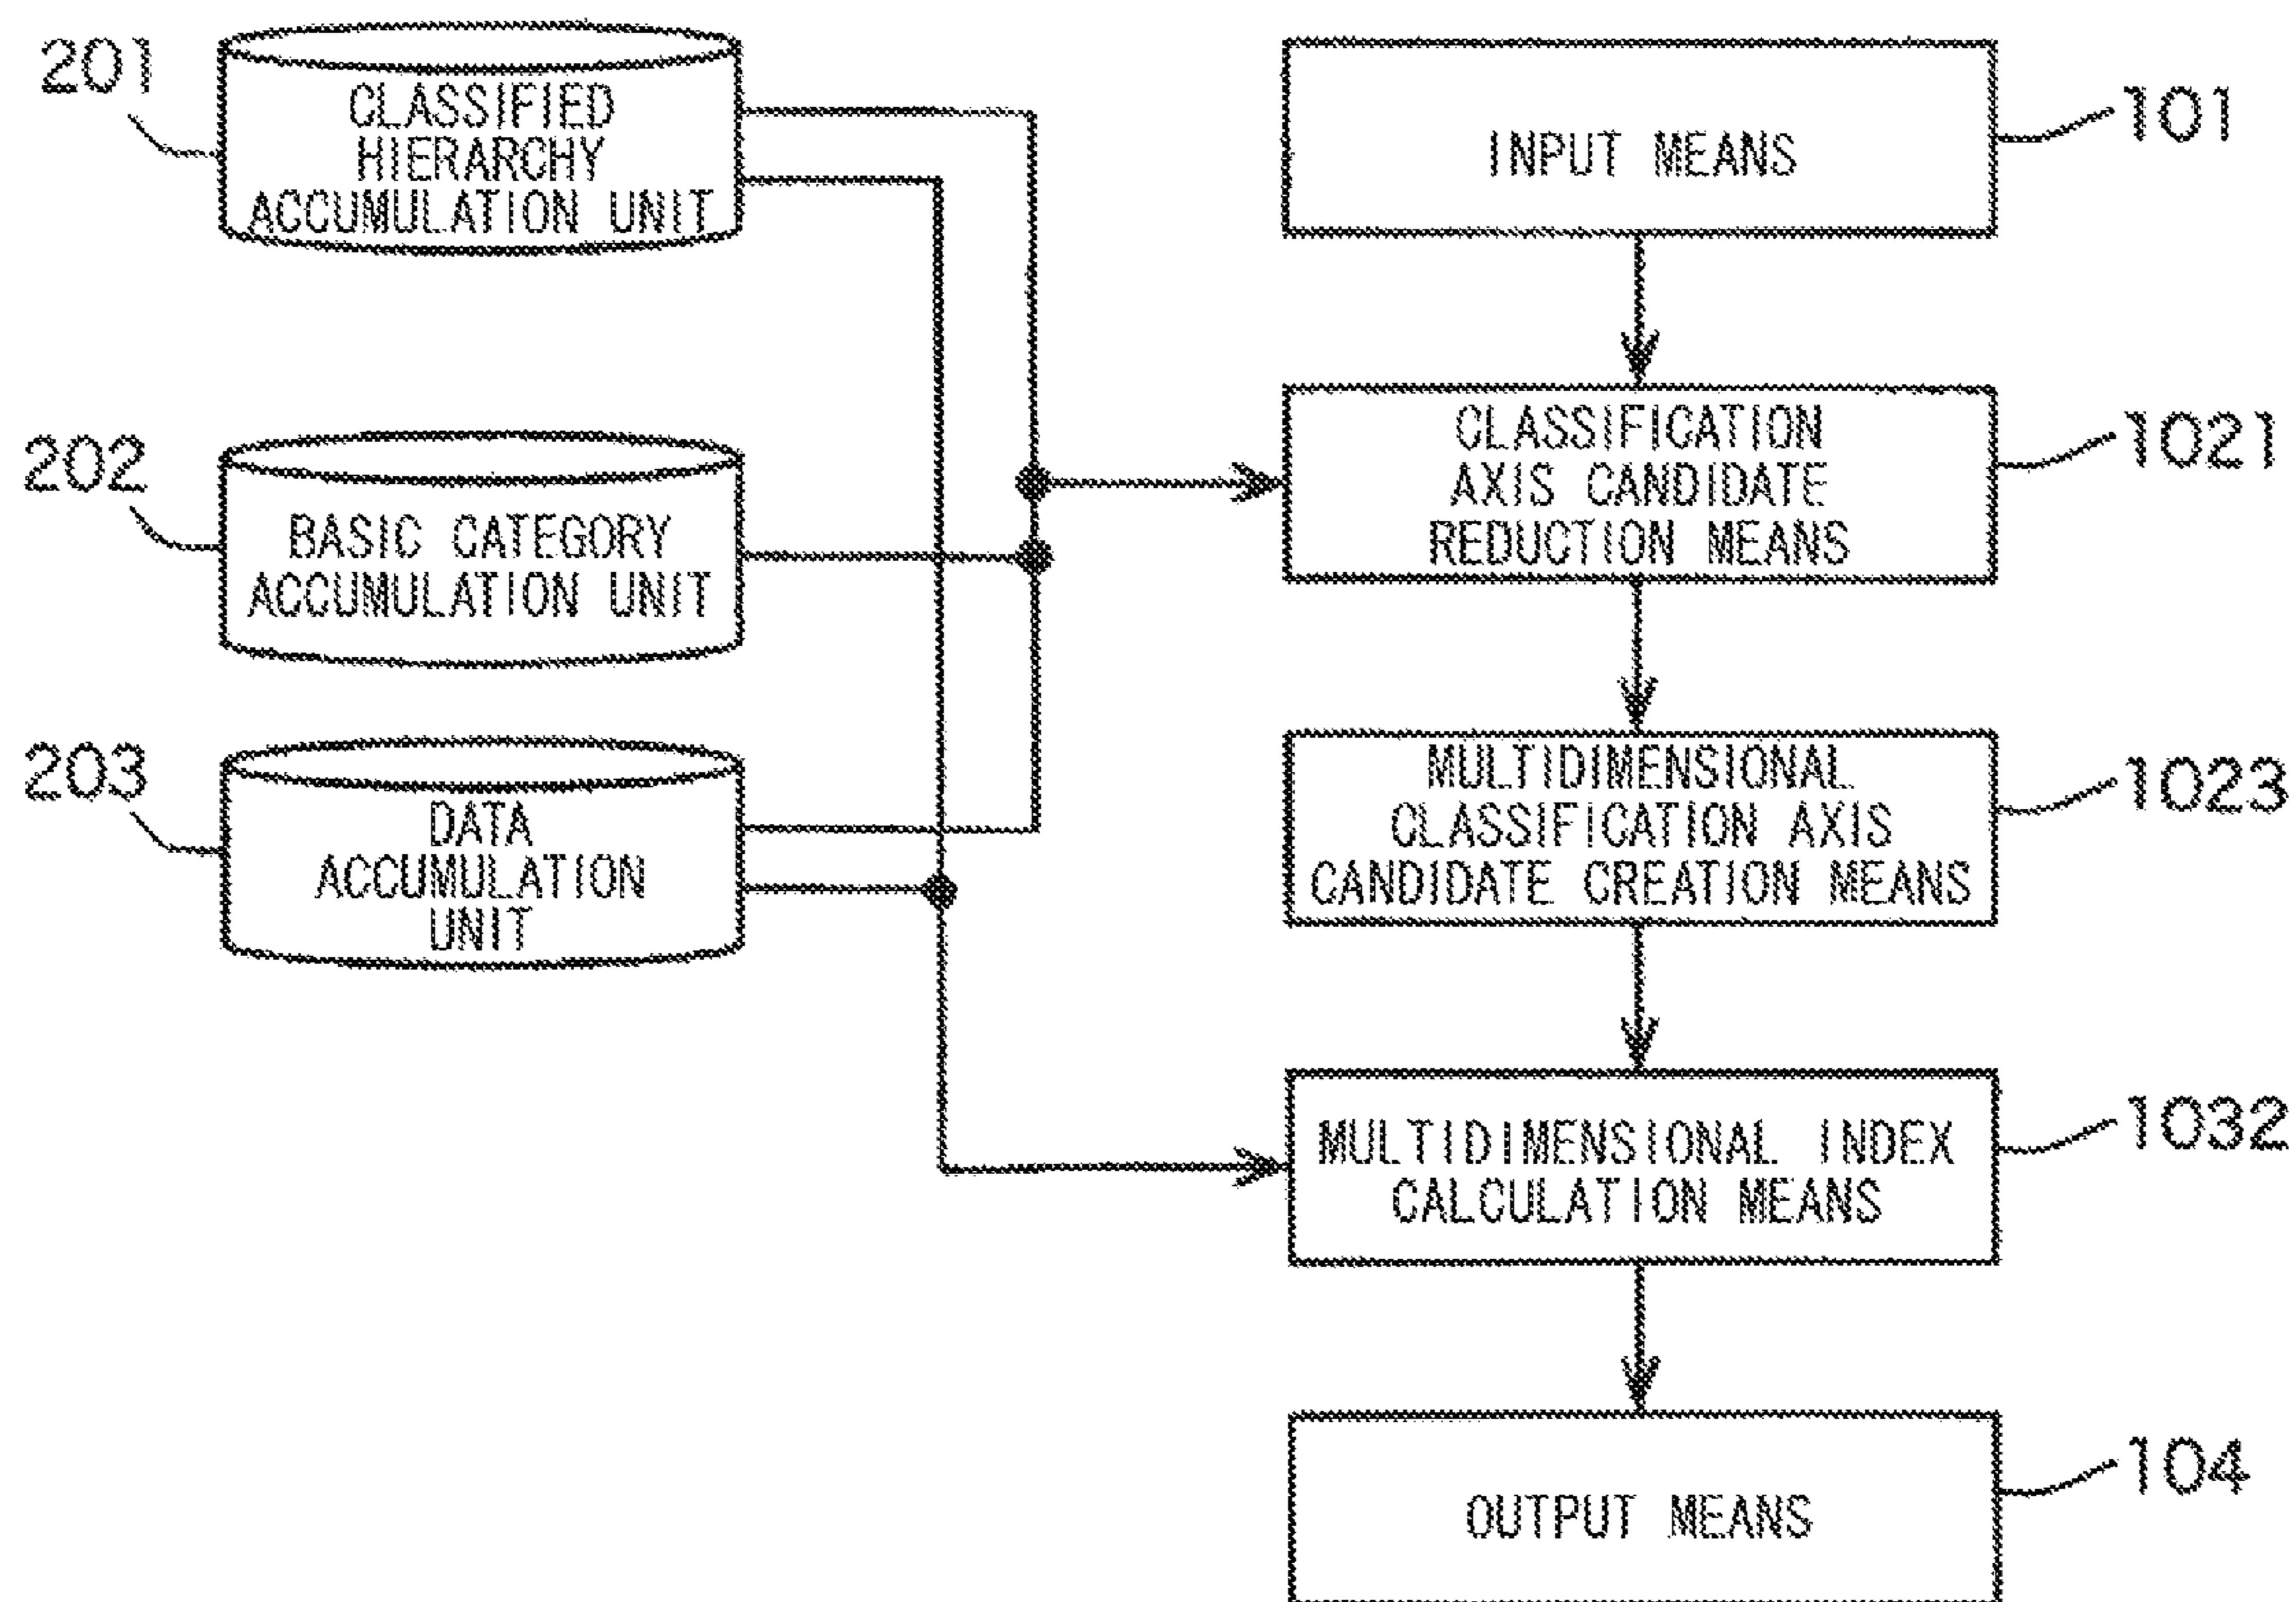 201
CLASSIFIED
HIERARCHY
ACCUMULATION UNIT
202
BASIC CATEGORY
ACCUMULATION UNIT
203
DATA
ACCUMULATION
UNIT
INPUT MEANS
101
CLASSIFICATION
AXIS CANDIDATE
REDUCTION MEANS
1021
MULTIDIMENSIONAL
CLASSIFICATION AXIS
CANDIDATE CREATION MEANS
1023
MULTIDIMENSIONAL INDEX
CALCULATION MEANS
1032
OUTPUT MEANS
104